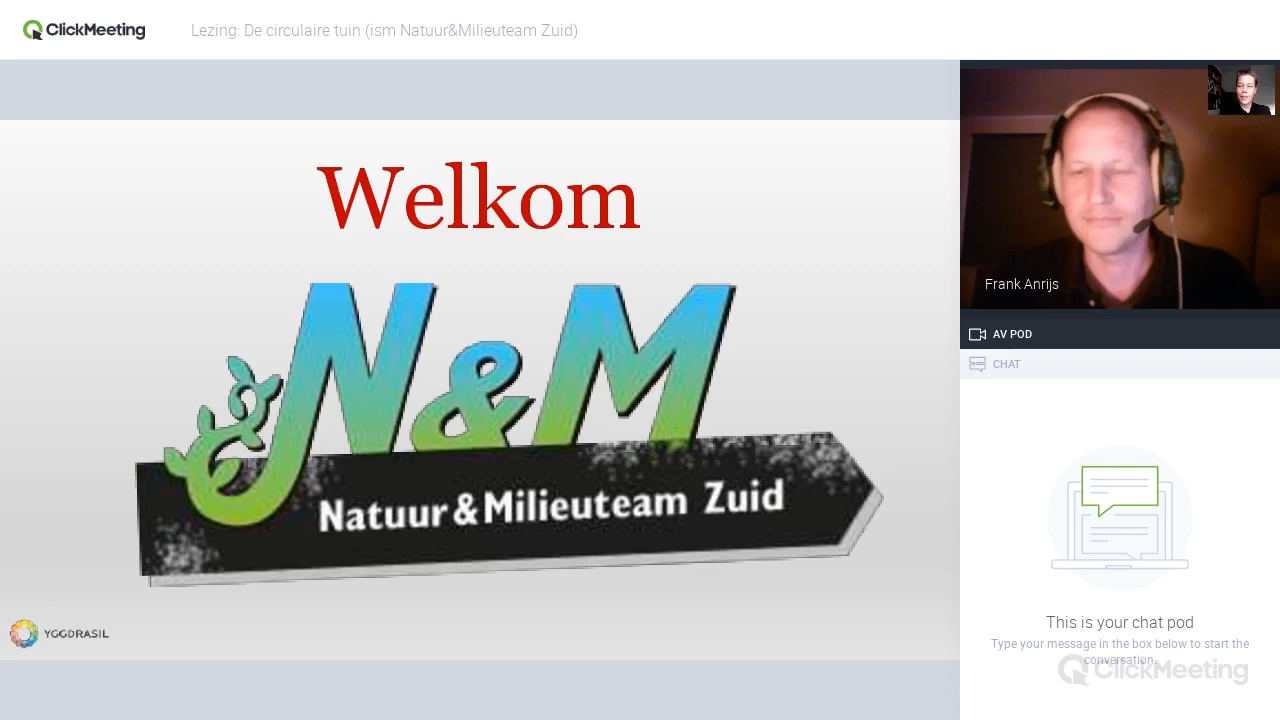 ClickMeeting
Lezing: De circulaire tuin (ism Natuur&Milieuteam Zuid)
Welkom
N&M
Natuur&Milieuteam Zuid
YGGDRASIL
Frank Anrijs
AV POD
CHAT
This is your chat pod
Type your message in the box below to start the
conversation.
ClickMeeting